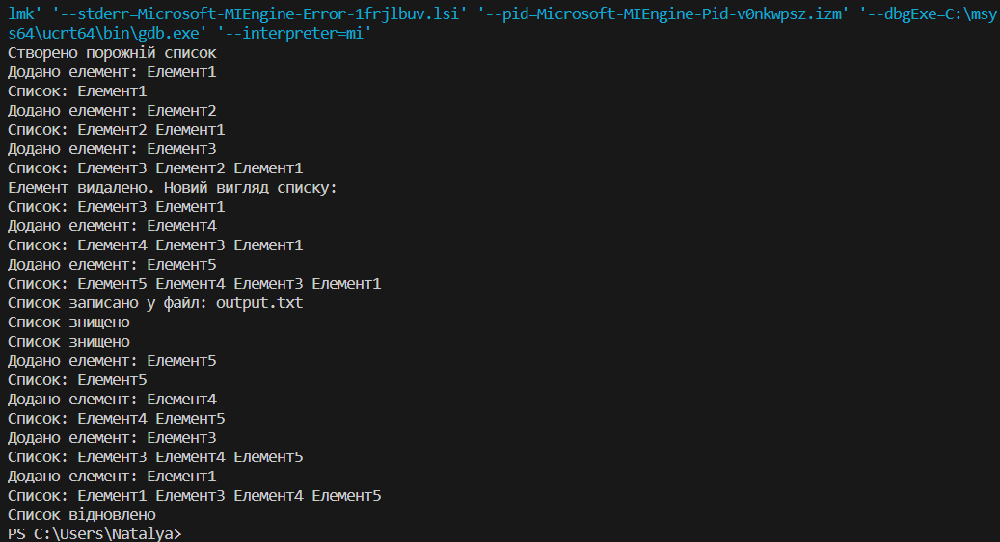 lmk' '--stderr=Microsoft-MIEngine-Error-1frjlbuv.lsi' '--pid=Microsoft-MIEngine-Pid-v0nkwpsz.izm' '--dbgExe=C:\msy
s64\ucrt64\bin\gdb.exe' '--interpreter=mi'
Створено порожній список
Додано елемент: Елемент1
Список: Елемент1
Додано елемент: Елемент2
Список: Елемент2 Елемент1
Додано елемент: Елемент3
Список: Елемент3 Елемент2 Елемент1
Елемент видалено. Новий вигляд списку:
Список: Елемент3 Елемент1
Додано елемент: Елемент4
Список: Елемент4 Елемент3 Елемент1
Додано елемент: Елемент5
Список: Елемент5 Елемент4 Елемент3 Елемент1
Список записано у файл: output.txt
Список знищено
Список знищено
Додано елемент: Елемент5
Список: Елемент5
Додано елемент: Елемент4
Список: Елемент4 Елемент5
Додано елемент: Елемент3
Список: Елемент3 Елемент4 Елемент5
Додано елемент: Елемент1
Список: Елемент1 Елемент3 Елемент4 Елемент5
Список відновлено
PS C:\Users\Natalya>